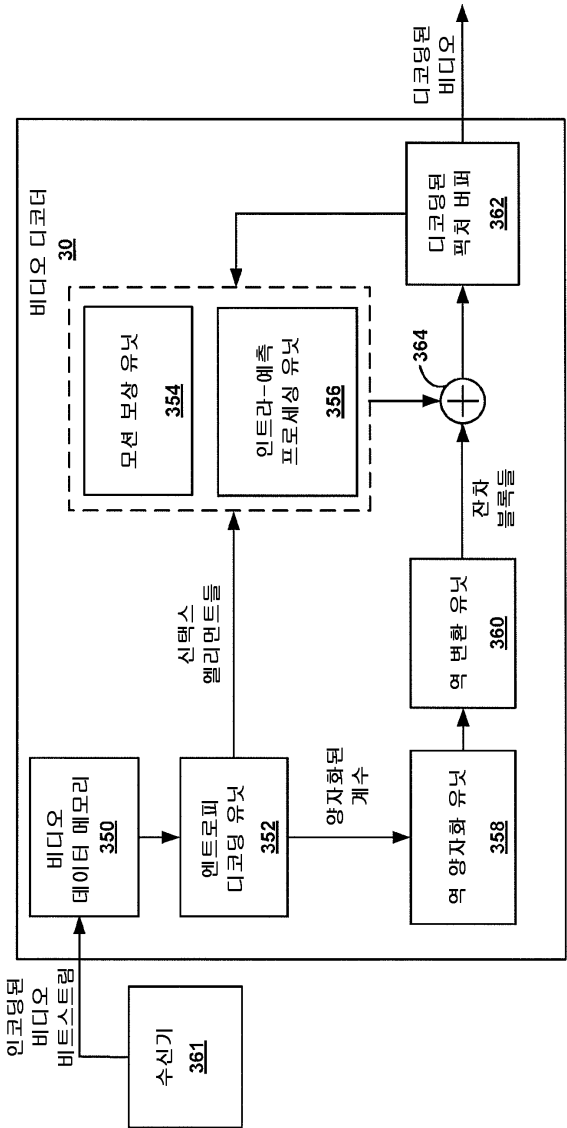 비디오 디코더
30
인코딩된
비디오
비트스트림
수신기
361
비디오
데이터 메모리
350
엔트로피
디코딩 유닛
352
신택스
엘리먼트들
모션 보상 유닛
354
인트라-예측
프로세싱 유닛
356
양자화된
계수
역 양자화 유닛
358
역 변환 유닛
360
잔차
블록들
364
디코딩된
픽처 버퍼
362
디코딩된
비디오